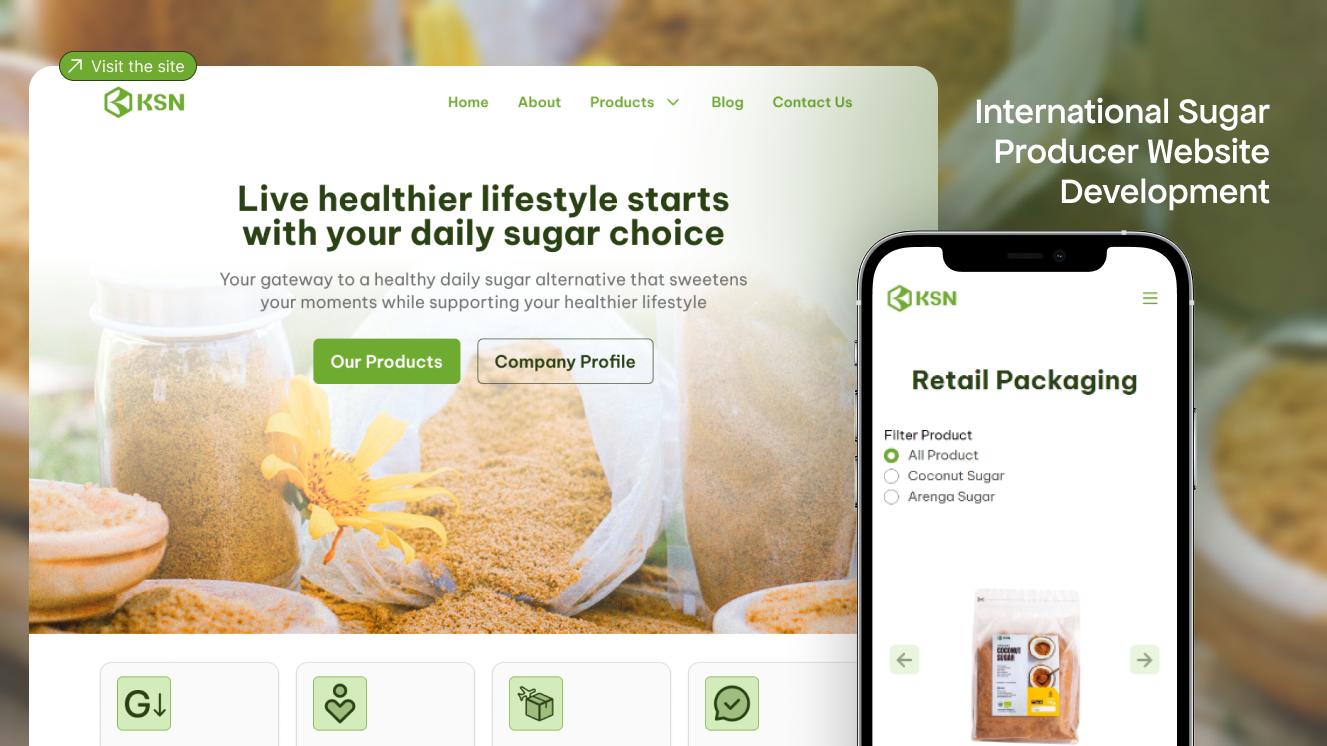 Visit the site
KSN
Home About Products Blog Contact Us
International Sugar
Producer Website
Development
Live healthier lifestyle starts
with your daily sugar choice
Your gateway to a healthy daily sugar alternative that sweetens
your moments while supporting your healthier lifestyle
Our Products Company Profile
KSN
Retail Packaging
Filter Product
All Product
Coconut Sugar
Arenga Sugar
KSN
COCONUT
SUGAR
G